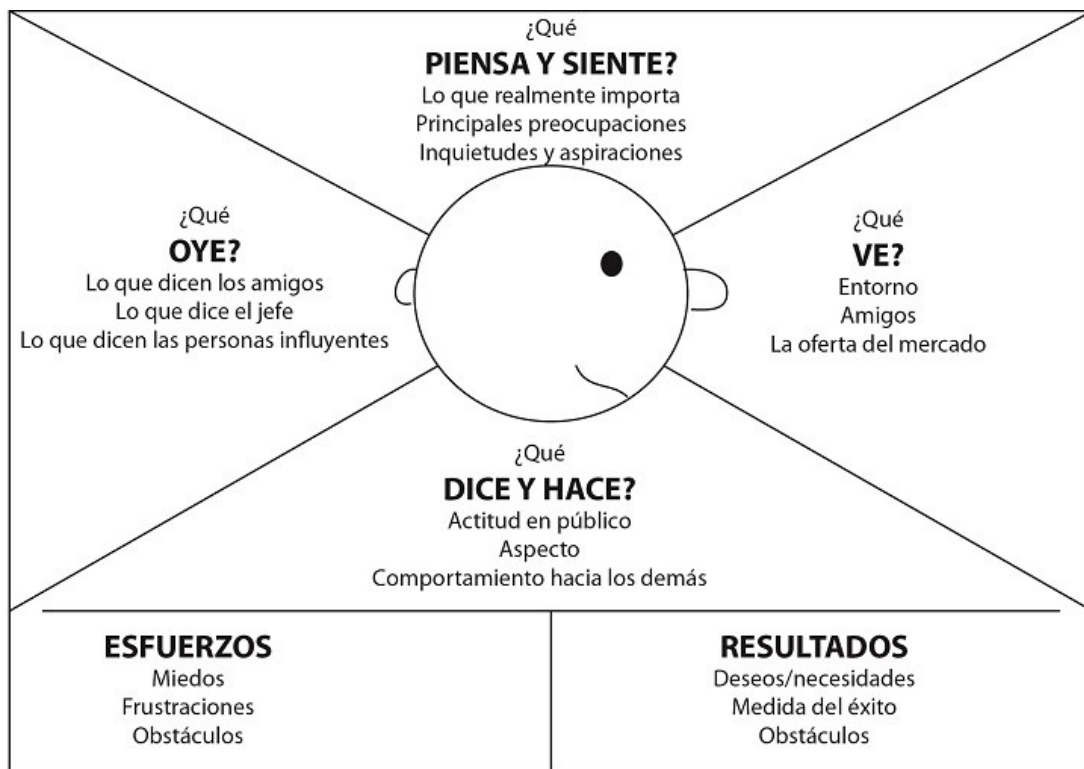 ¿Qué
PIENSA Y SIENTE?
Lo que realmente importa
Principales preocupaciones
Inquietudes y aspiraciones
¿Qué
OYE?
Lo que dicen los amigos
Lo que dice el jefe
Lo que dicen las personas influyentes
¿Qué
VE?
Entorno
Amigos
La oferta del mercado
¿Qué
DICE Y HACE?
Actitud en público
Aspecto
Comportamiento hacia los demás
ESFUERZOS
Miedos
Frustraciones
Obstáculos
RESULTADOS
Deseos/necesidades
Medida del éxito
Obstáculos